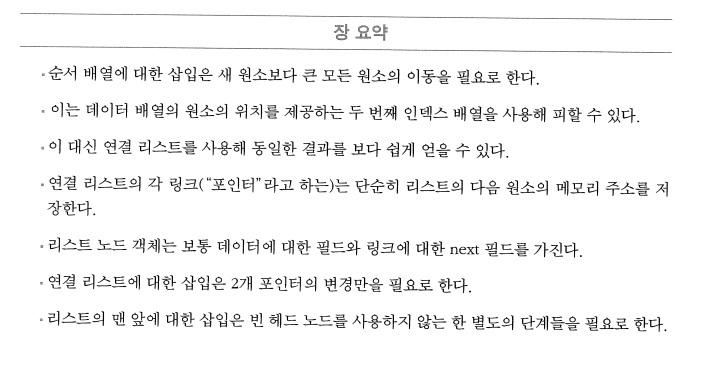 장 요약
▪ 순서 배열에 대한 삽입은 새 원소보다 큰 모든 원소의 이동을 필요로 한다.
▪ 이는 데이터 배열의 원소의 위치를 제공하는 두 번째 인덱스 배열을 사용해 피할 수 있다.
▪ 이 대신 연결 리스트를 사용해 동일한 결과를 보다 쉽게 얻을 수 있다.
▪ 연결 리스트의 각 링크(“포인터”라고 하는)는 단순히 리스트의 다음 원소의 메모리 주소를 저
장한다.
▪ 리스트 노드 객체는 보통 데이터에 대한 필드와 링크에 대한 next 필드를 가진다.
▪ 연결 리스트에 대한 삽입은 2개 포인터의 변경만을 필요로 한다.
▪ 리스트의 맨 앞에 대한 삽입은 빈 헤드 노드를 사용하지 않는 한 별도의 단계들을 필요로 한다.